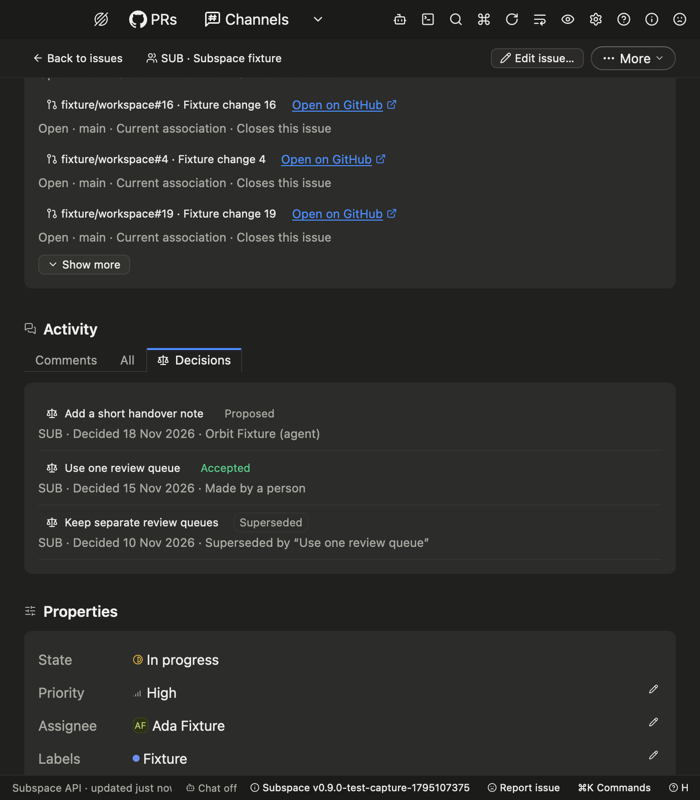 PRs Channels
Back to issues SUB · Subspace fixture Edit issue... More
fixture/workspace#16 · Fixture change 16 Open on GitHub
Open · main · Current association · Closes this issue
fixture/workspace#4 · Fixture change 4 Open on GitHub
Open · main · Current association · Closes this issue
fixture/workspace#19 · Fixture change 19 Open on GitHub
Open · main · Current association · Closes this issue
Show more
Activity
Comments All Decisions
Add a short handover note Proposed
SUB · Decided 18 Nov 2026 · Orbit Fixture (agent)
Use one review queue Accepted
SUB · Decided 15 Nov 2026 · Made by a person
Keep separate review queues Superseded
SUB · Decided 10 Nov 2026 · Superseded by “Use one review queue”
Properties
State In progress
Priority High
Assignee AF Ada Fixture
Labels Fixture
Subspace API · updated just now Chat off Subspace v0.9.0-test-capture-1795107375 Report issue ⌘K Commands H